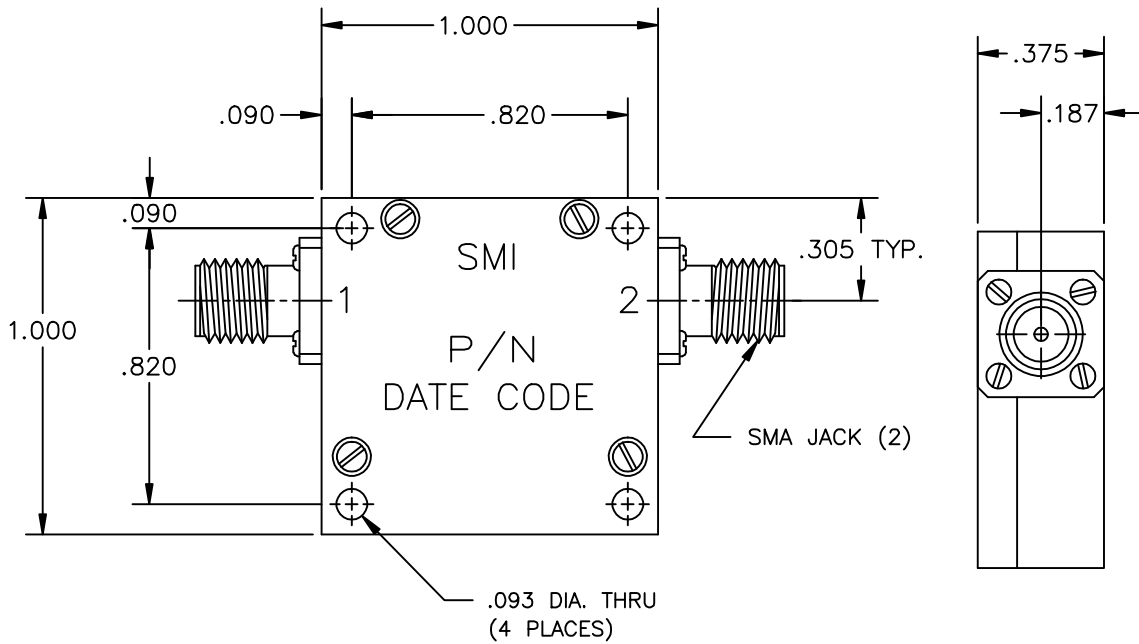 1.000
.375
.090
.820
.187
.090
SMI
.305 TYP.
1
2
1.000
P/N
.820
DATE CODE
SMA JACK (2)
.093 DIA. THRU
(4 PLACES)